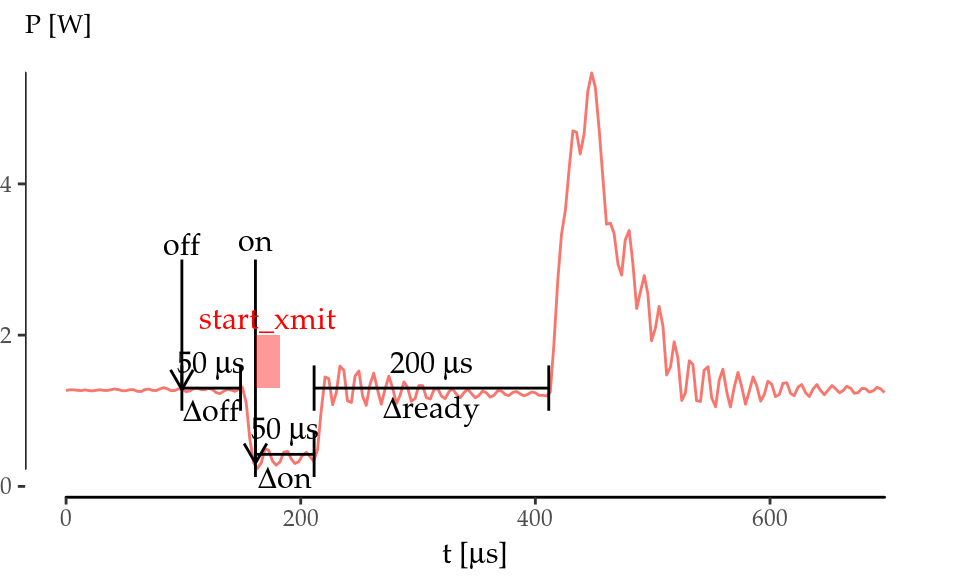 P [W]
4
off
on
start_xmit
2
50 µs
200 µs
Δoff
Δready
50 µs
Δon
0
0
200
400
600
t [µs]